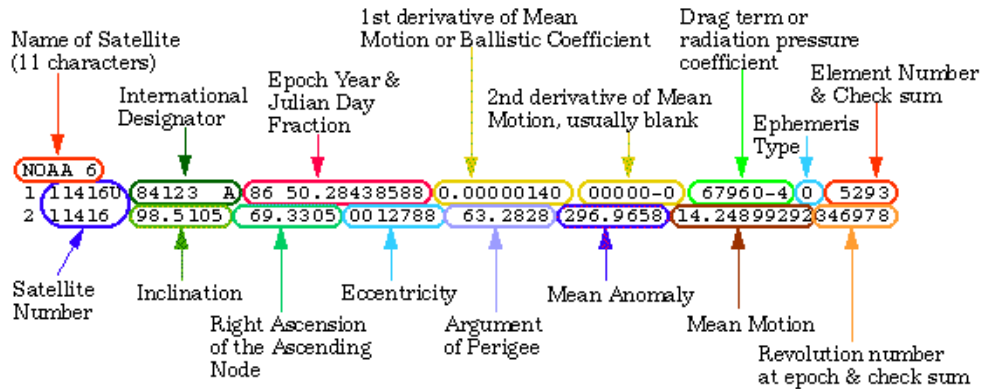 Name of Satellite
(11 characters)
International
Designator
Epoch Year &
Julian Day
Fraction
1st derivative of Mean
Motion or Ballistic Coefficient
2nd derivative of Mean
Motion, usually blank
Drag term or
radiation pressure
coefficient
Ephemeris
Type
Element Number
& Check sum
NOAA 6
1 11416U 84123 A 86 50.28438588 0.00000140 00000-0 67960-4 0 5293
2 11416 98.5105 69.3305 0012788 63.2828 296.9658 14.24899292 346978
Satellite
Number
Inclination
Right Ascension
of the Ascending
Node
Eccentricity
Argument
of Perigee
Mean Anomaly
Mean Motion
Revolution number
at epoch & check sum